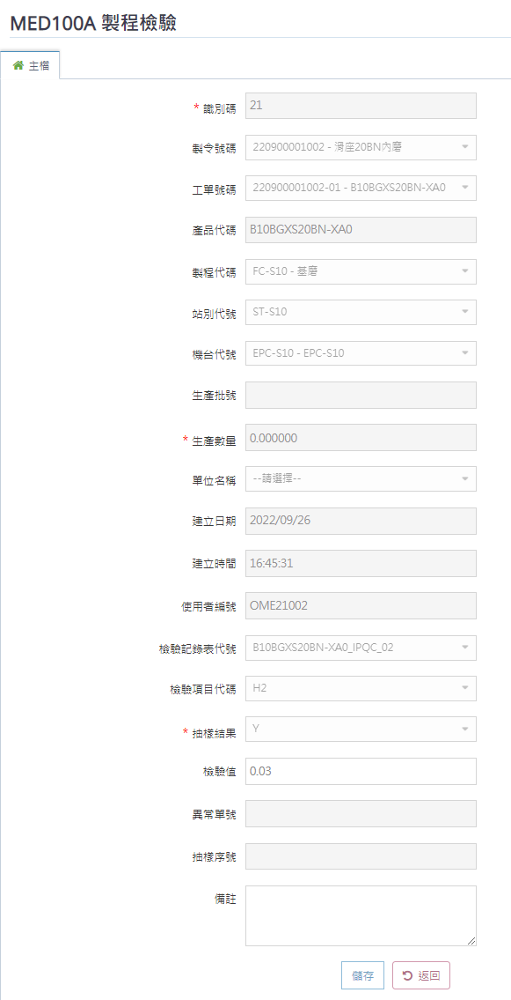 MED100A 製程檢驗
主檔
* 識別碼 21
製令號碼 220900001002 - 滑座20BN內磨
工單號碼 220900001002-01 - B10BGXS20BN-XA0
產品代碼 B10BGXS20BN-XA0
製程代碼 FC-S10 - 基磨
站別代號 ST-S10
機台代號 EPC-S10 - EPC-S10
生產批號
* 生產數量 0.000000
單位名稱 --請選擇--
建立日期 2022/09/26
建立時間 16:45:31
使用者編號 OME21002
檢驗記錄表代號 B10BGXS20BN-XA0_IPQC_02
檢驗項目代碼 H2
* 抽樣結果 Y
檢驗值 0.03
異常單號
抽樣序號
備註
儲存 返回